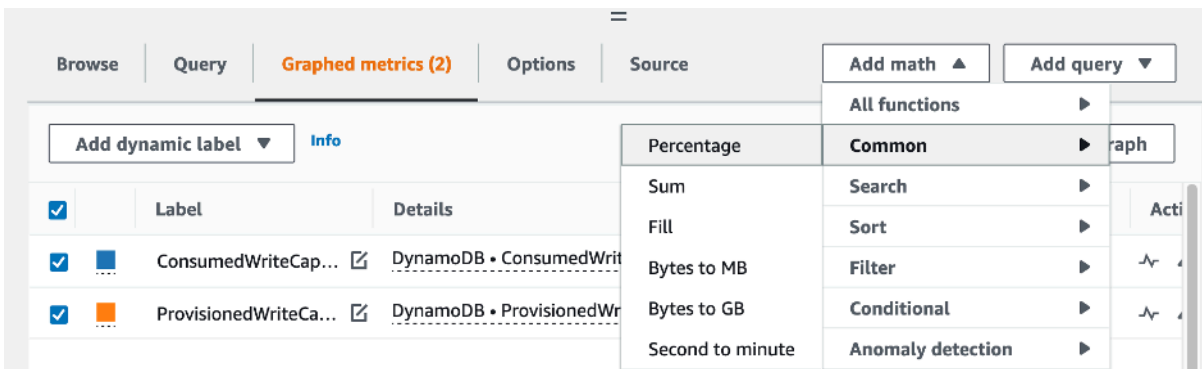 Browse Query Graphed metrics (2) Options Source Add math ▲ Add query ▼
All functions
Add dynamic label ▼ Info Percentage Common raph
Sum Search
Label Details Acti
Fill Sort
ConsumedWriteCap... DynamoDB • ConsumedWrit Bytes to MB Filter
ProvisionedWriteCa... DynamoDB • ProvisionedWr Bytes to GB Conditional
Second to minute Anomaly detection